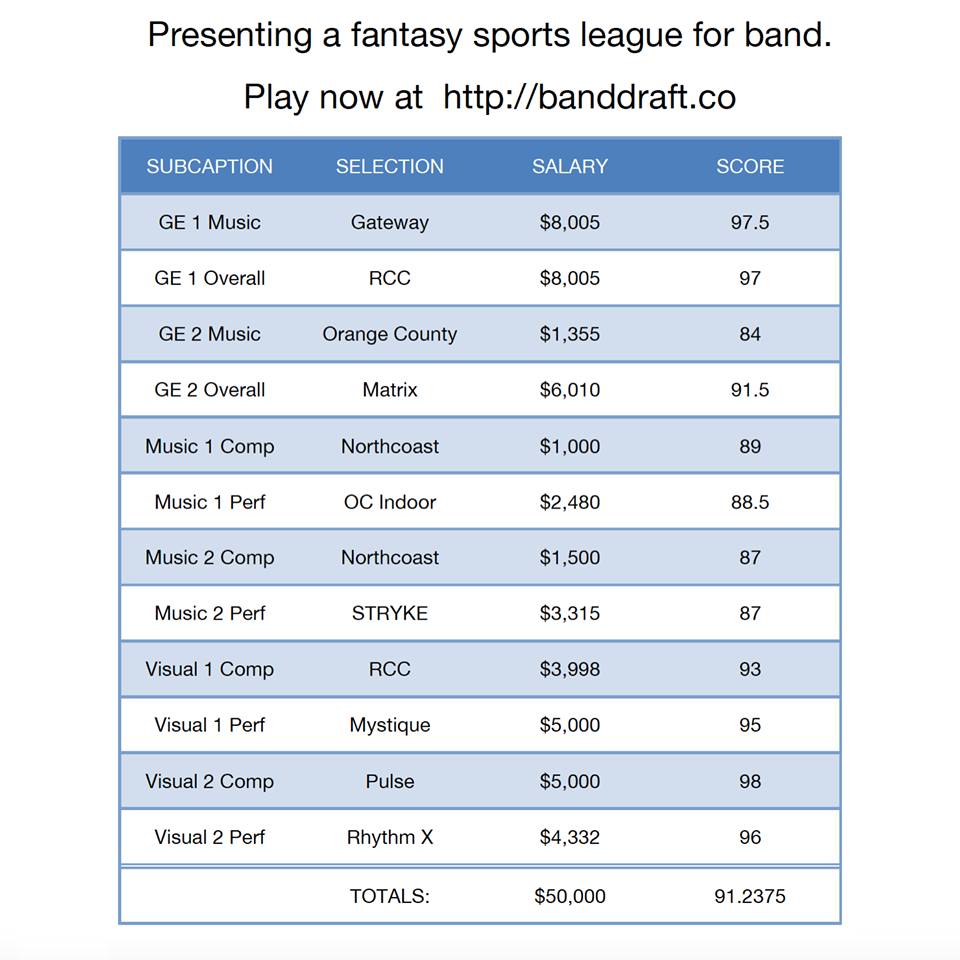 Presenting a fantasy sports league for band.
Play now at http://banddraft.co
SUBCAPTION SELECTION SALARY SCORE
GE 1 Music Gateway $8,005 97.5
GE 1 Overall RCC $8,005 97
GE 2 Music Orange County $1,355 84
GE 2 Overall Matrix $6,010 91.5
Music 1 Comp Northcoast $1,000 89
Music 1 Perf OC Indoor $2,480 88.5
Music 2 Comp Northcoast $1,500 87
Music 2 Perf STRYKE $3,315 87
Visual 1 Comp RCC $3,998 93
Visual 1 Perf Mystique $5,000 95
Visual 2 Comp Pulse $5,000 98
Visual 2 Perf Rhythm X $4,332 96
TOTALS: $50,000 91.2375